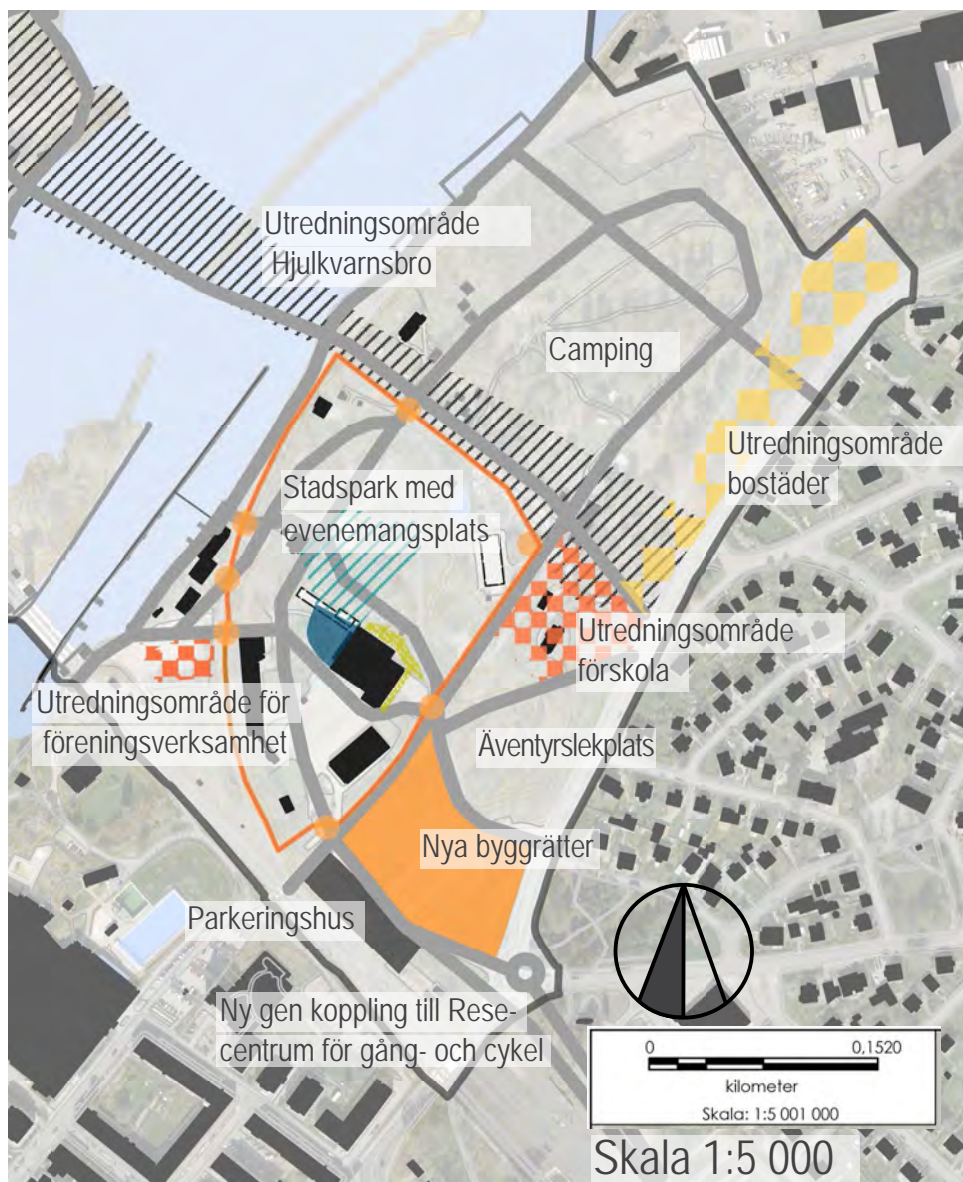 Utredningsområde
Hjulkvarnsbro
Camping
Utredningsområde
bostäder
Stadspark med
evenemangsplats
Utredningsområde
förskola
Utredningsområde för
föreningsverksamhet
Äventyrslekplats
Nya byggrätter
Parkeringshus
Ny gen koppling till Rese-
centrum för gång- och cykel
0 0,1520
kilometer
Skala: 1:5 001 000
Skala 1:5 000